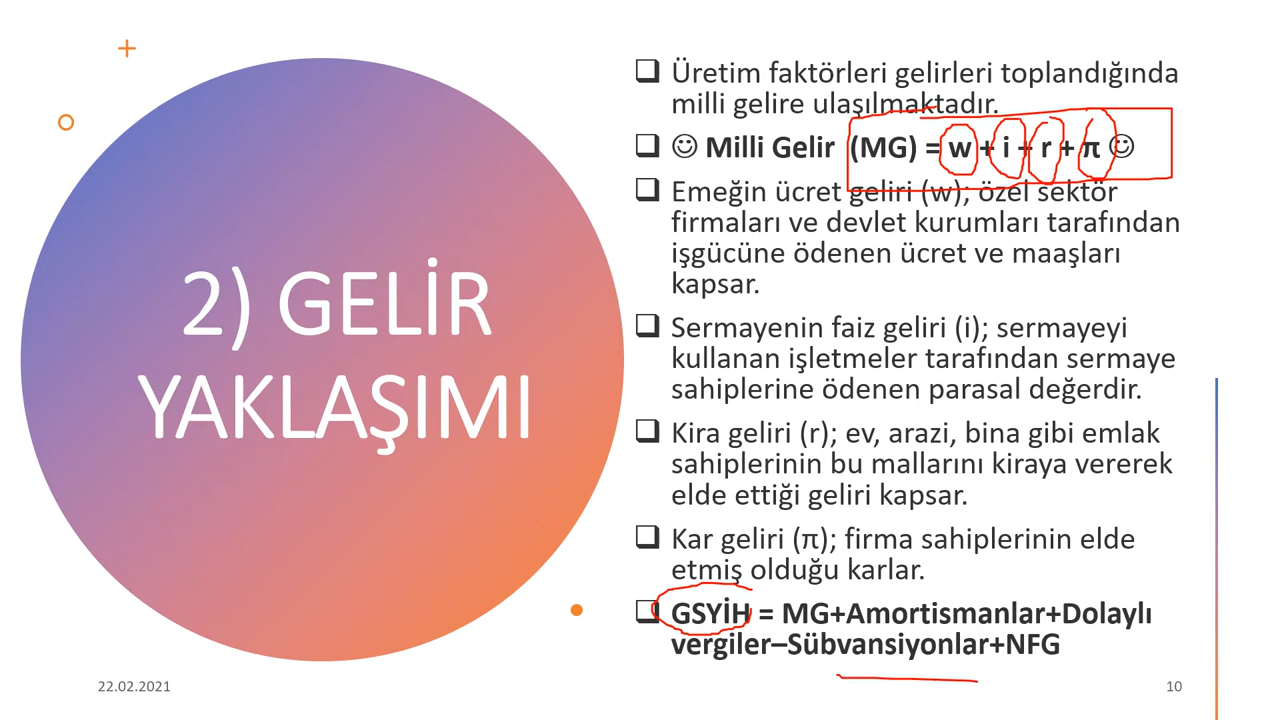 2) GELİR
YAKLAŞIMI
❑ Üretim faktörleri gelirleri toplandığında
milli gelire ulaşılmaktadır.
❑ ☺ Milli Gelir (MG) = w + i + r + π ☺
❑ Emeğin ücret geliri (w); özel sektör
firmaları ve devlet kurumları tarafından
işgücüne ödenen ücret ve maaşları
kapsar.
❑ Sermayenin faiz geliri (i); sermayeyi
kullanan işletmeler tarafından sermaye
sahiplerine ödenen parasal değerdir.
❑ Kira geliri (r); ev, arazi, bina gibi emlak
sahiplerinin bu mallarını kiraya vererek
elde ettiği geliri kapsar.
❑ Kar geliri (π); firma sahiplerinin elde
etmiş olduğu karlar.
❑ GSYİH = MG+Amortismanlar+Dolaylı
vergiler–Sübvansiyonlar+NFG
22.02.2021
10